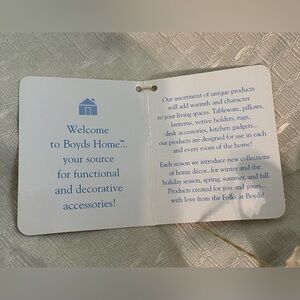 Welcome
to Boyds Home™...
your source
for functional
and decorative
accessories!
Our assortment of unique products
will add warmth and character
to your living spaces. Tableware, pillows,
lanterns, votive holders, rugs,
desk accessories, kitchen gadgets...
our products are designed for use in each
and every room of the home!
Each season we introduce new collections
of home décor...for winter and the
holiday season, spring, summer, and fall.
Products created for you and yours...
with love from the Folks at Boyds!